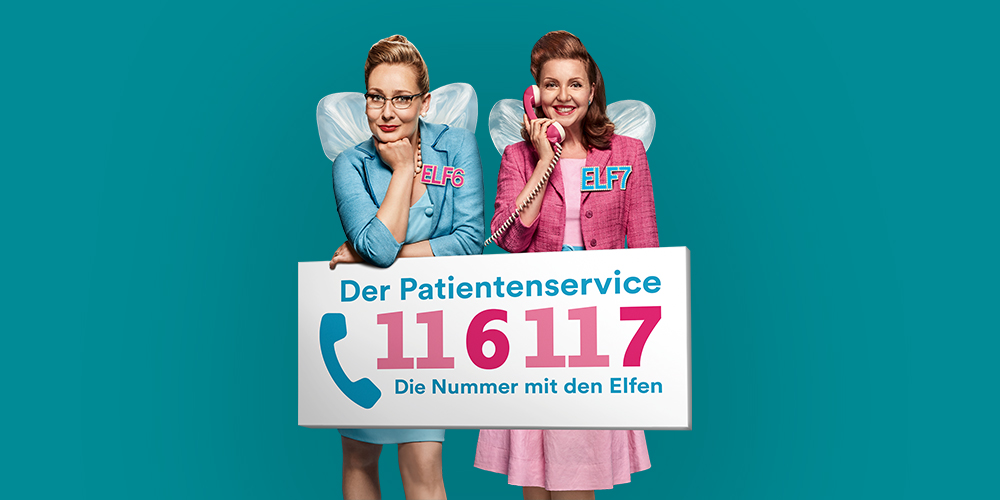 ELF6
ELF7
Der Patientenservice
116117
Die Nummer mit den Elfen